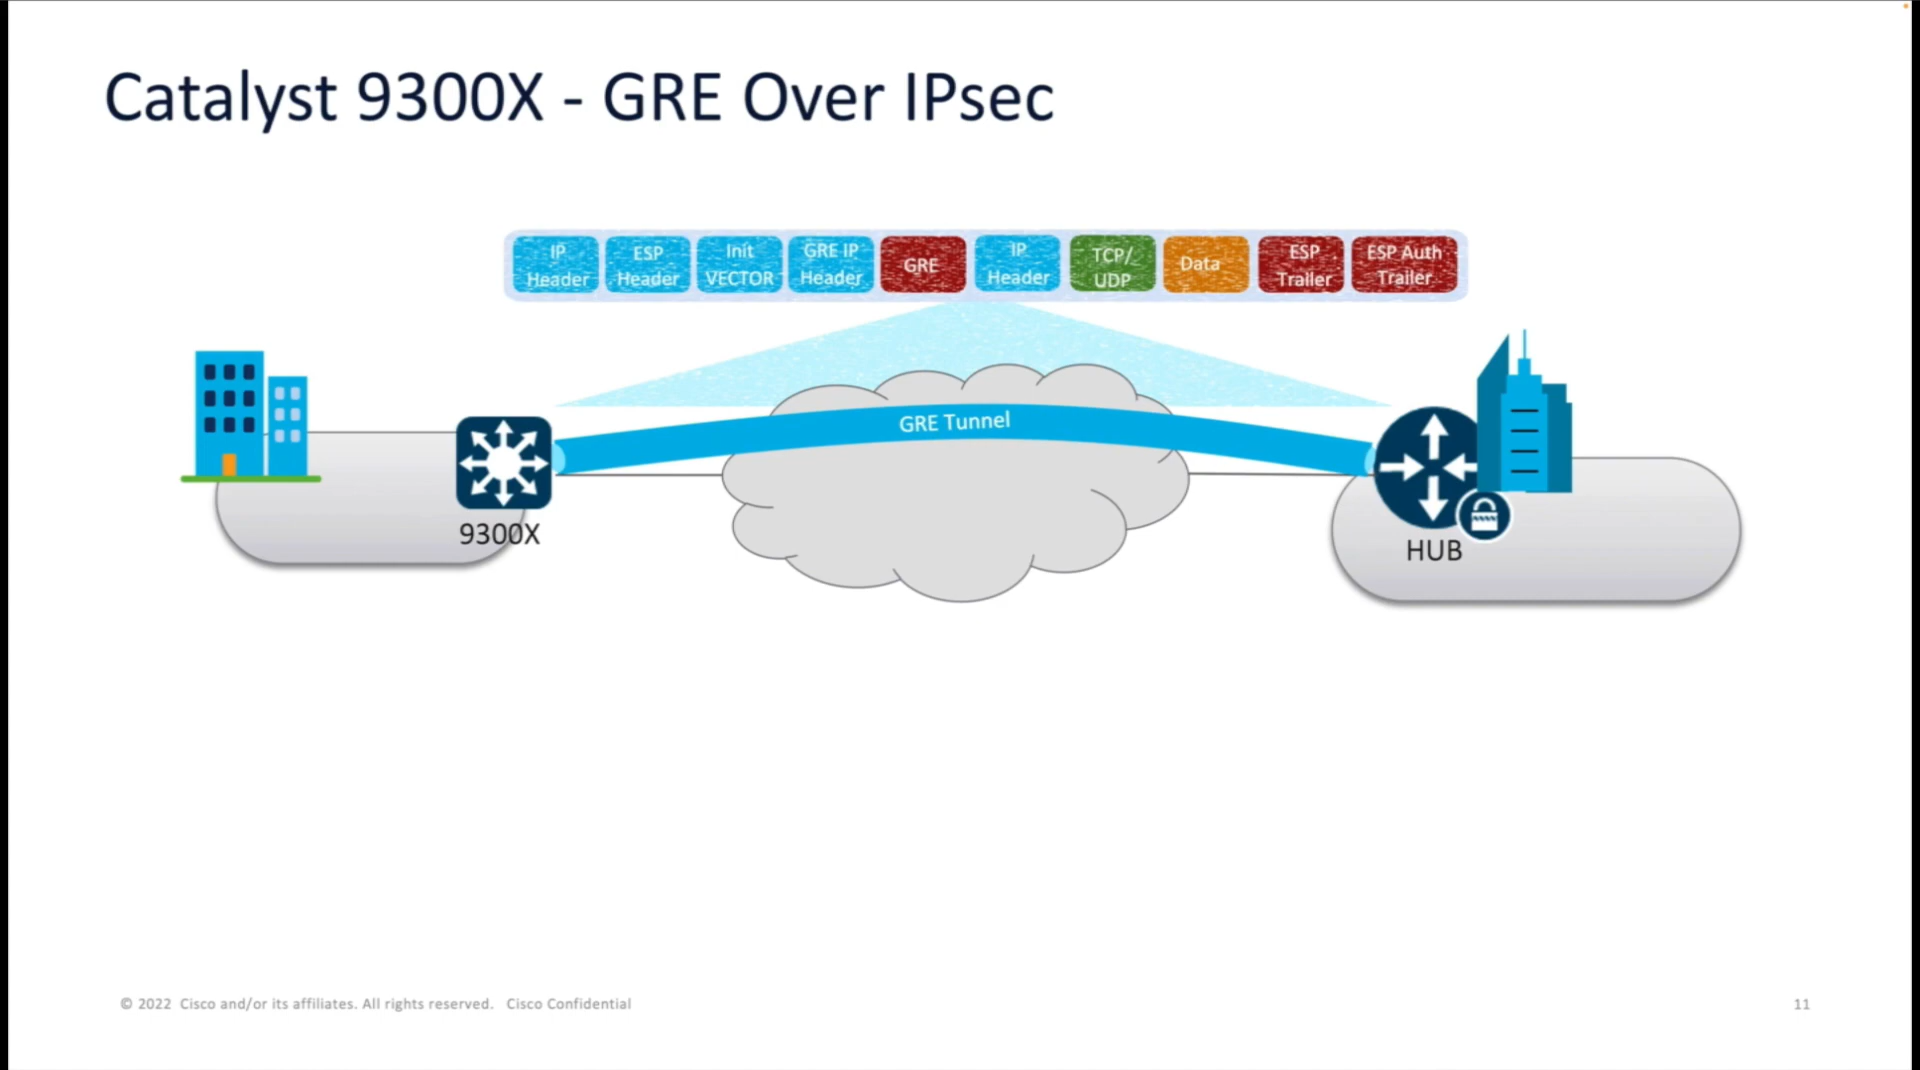 Catalyst 9300X - GRE Over IPsec
IP
Header
ESP
Header
Init
VECTOR
GRE IP
Header
GRE
IP
Header
TCP/
UDP
Data
ESP
Trailer
ESP Auth
Trailer
GRE Tunnel
9300X
HUB
© 2022 Cisco and/or its affiliates. All rights reserved. Cisco Confidential
11